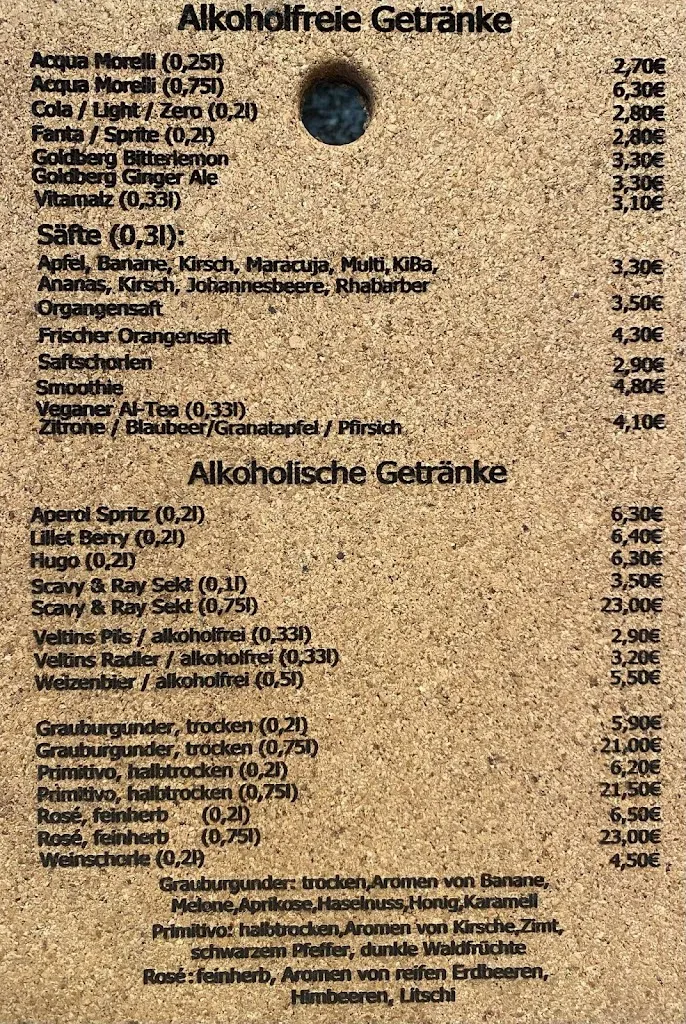 Alkoholfreie Getränke
Acqua Morelli (0,25l) 2,70€
Acqua Morelli (0,75l) 6,30€
Cola / Light / Zero (0,2l) 2,80€
Fanta / Sprite (0,2l) 2,80€
Goldberg Bitterlemon 3,30€
Goldberg Ginger Ale 3,30€
Vitamalz (0,33l) 3,10€
Säfte (0,3l):
Apfel, Banane, Kirsch, Maracuja, Multi,KiBa, 3,30€
Ananas, Kirsch, Johannesbeere, Rhabarber
Organgensaft 3,50€
Frischer Orangensaft 4,30€
Saftschorlen 2,90€
Smoothie 4,80€
Veganer AI-Tea (0,33l)
Zitrone / Blaubeer/Granatapfel / Pfirsich 4,10€
Alkoholische Getränke
Aperol Spritz (0,2l) 6,30€
Lillet Berry (0,2l) 6,40€
Hugo (0,2l) 6,30€
Scavy & Ray Sekt (0,1l) 3,50€
Scavy & Ray Sekt (0,75l) 23,00€
Veltins Pils / alkoholfrei (0,33l) 2,90€
Veltins Radler / alkoholfrei (0,33l) 3,20€
Weizenbier / alkoholfrei (0,5l) 5,50€
Grauburgunder, trocken (0,2l) 5,90€
Grauburgunder, trocken (0,75l) 21,00€
Primitivo, halbtrocken (0,2l) 6,20€
Primitivo, halbtrocken (0,75l) 21,50€
Rosé, feinherb (0,2l) 6,50€
Rosé, feinherb (0,75l) 23,00€
Weinschorle (0,2l) 4,50€
Grauburgunder: trocken,Aromen von Banane,
Melone,Aprikose,Haselnuss,Honig,Karamell
Primitivo: halbtrocken,Aromen von Kirsche,Zimt,
schwarzem Pfeffer, dunkle Waldfrüchte
Rosé:feinherb, Aromen von reifen Erdbeeren,
Himbeeren, Litschi